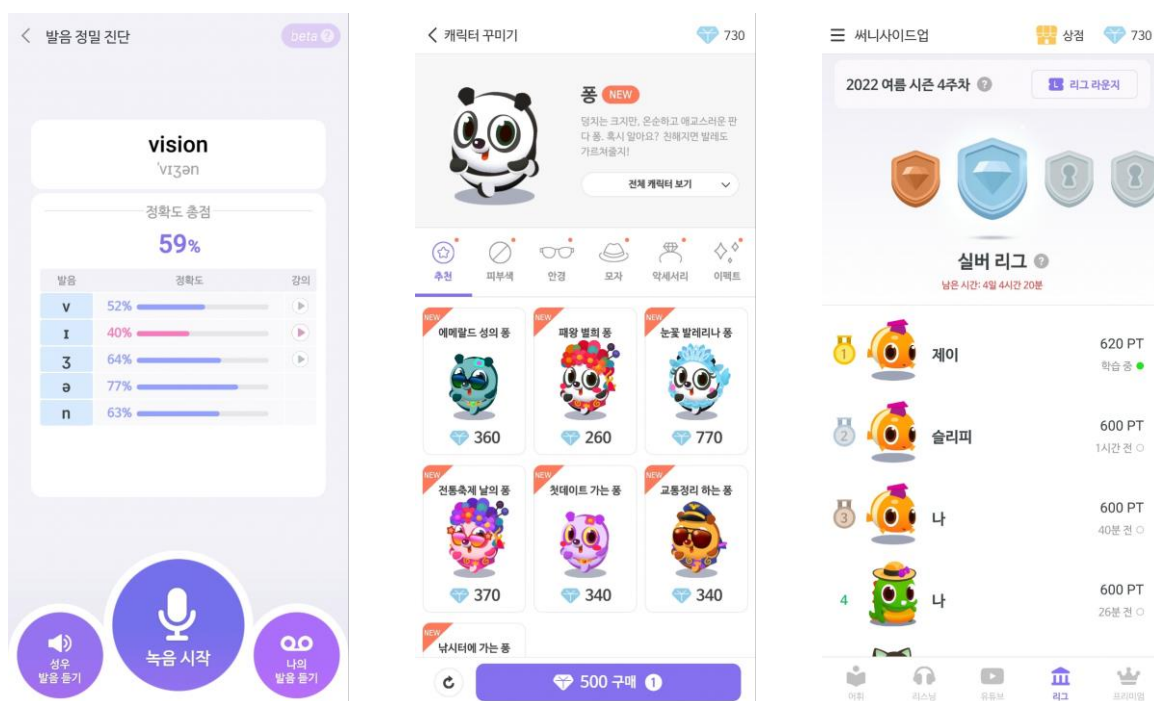 발음 정밀 진단
beta ?
vision
'vɪʒən
정확도 총점
59%
발음 정확도 강의
v 52%
ɪ 40%
ʒ 64%
ə 77%
n 63%
성우
발음 듣기
녹음 시작
나의
발음 듣기
캐릭터 꾸미기 730
퐁 NEW
덩치는 크지만, 온순하고 애교스러운 판
다 퐁. 혹시 알아요? 친해지면 발레도
가르쳐줄지!
전체 캐릭터 보기
추천 피부색 안경 모자 악세서리 이펙트
NEW NEW NEW
에메랄드 성의 퐁 패왕 별희 퐁 눈꽃 발레리나 퐁
360 260 770
NEW NEW NEW
전통축제 날의 퐁 첫데이트 가는 퐁 교통정리 하는 퐁
370 340 340
NEW
낚시터에 가는 퐁
500 구매 1
써니사이드업 상점 730
2022 여름 시즌 4주차 ? L 리그 라운지
실버 리그 ?
남은 시간: 4일 4시간 20분
1 제이 620 PT
학습 중
2 슬리피 600 PT
1시간 전
3 나 600 PT
40분 전
4 나 600 PT
26분 전
어휘 리스닝 유튜브 리그 프리미엄